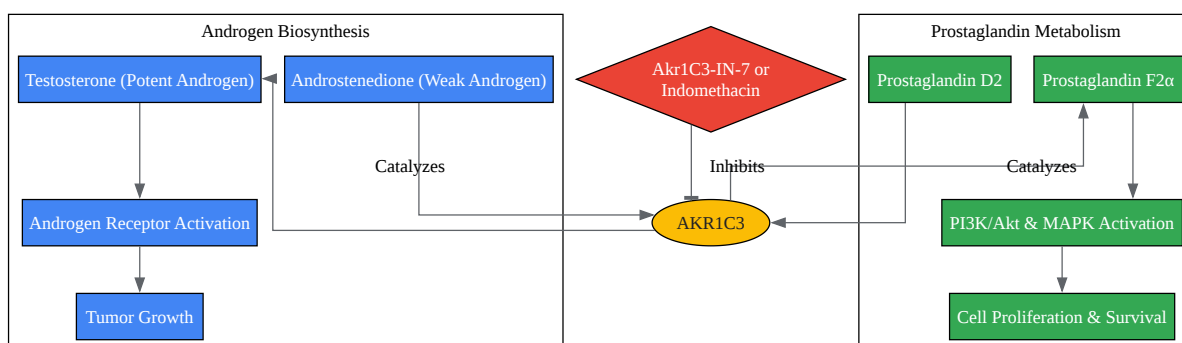 Androgen Biosynthesis
Prostaglandin Metabolism
Testosterone (Potent Androgen)
Androstenedione (Weak Androgen)
Akr1C3-IN-7 or
Indomethacin
Prostaglandin D2
Prostaglandin F2α
Catalyzes
Inhibits
Catalyzes
Androgen Receptor Activation
AKR1C3
PI3K/Akt & MAPK Activation
Tumor Growth
Cell Proliferation & Survival